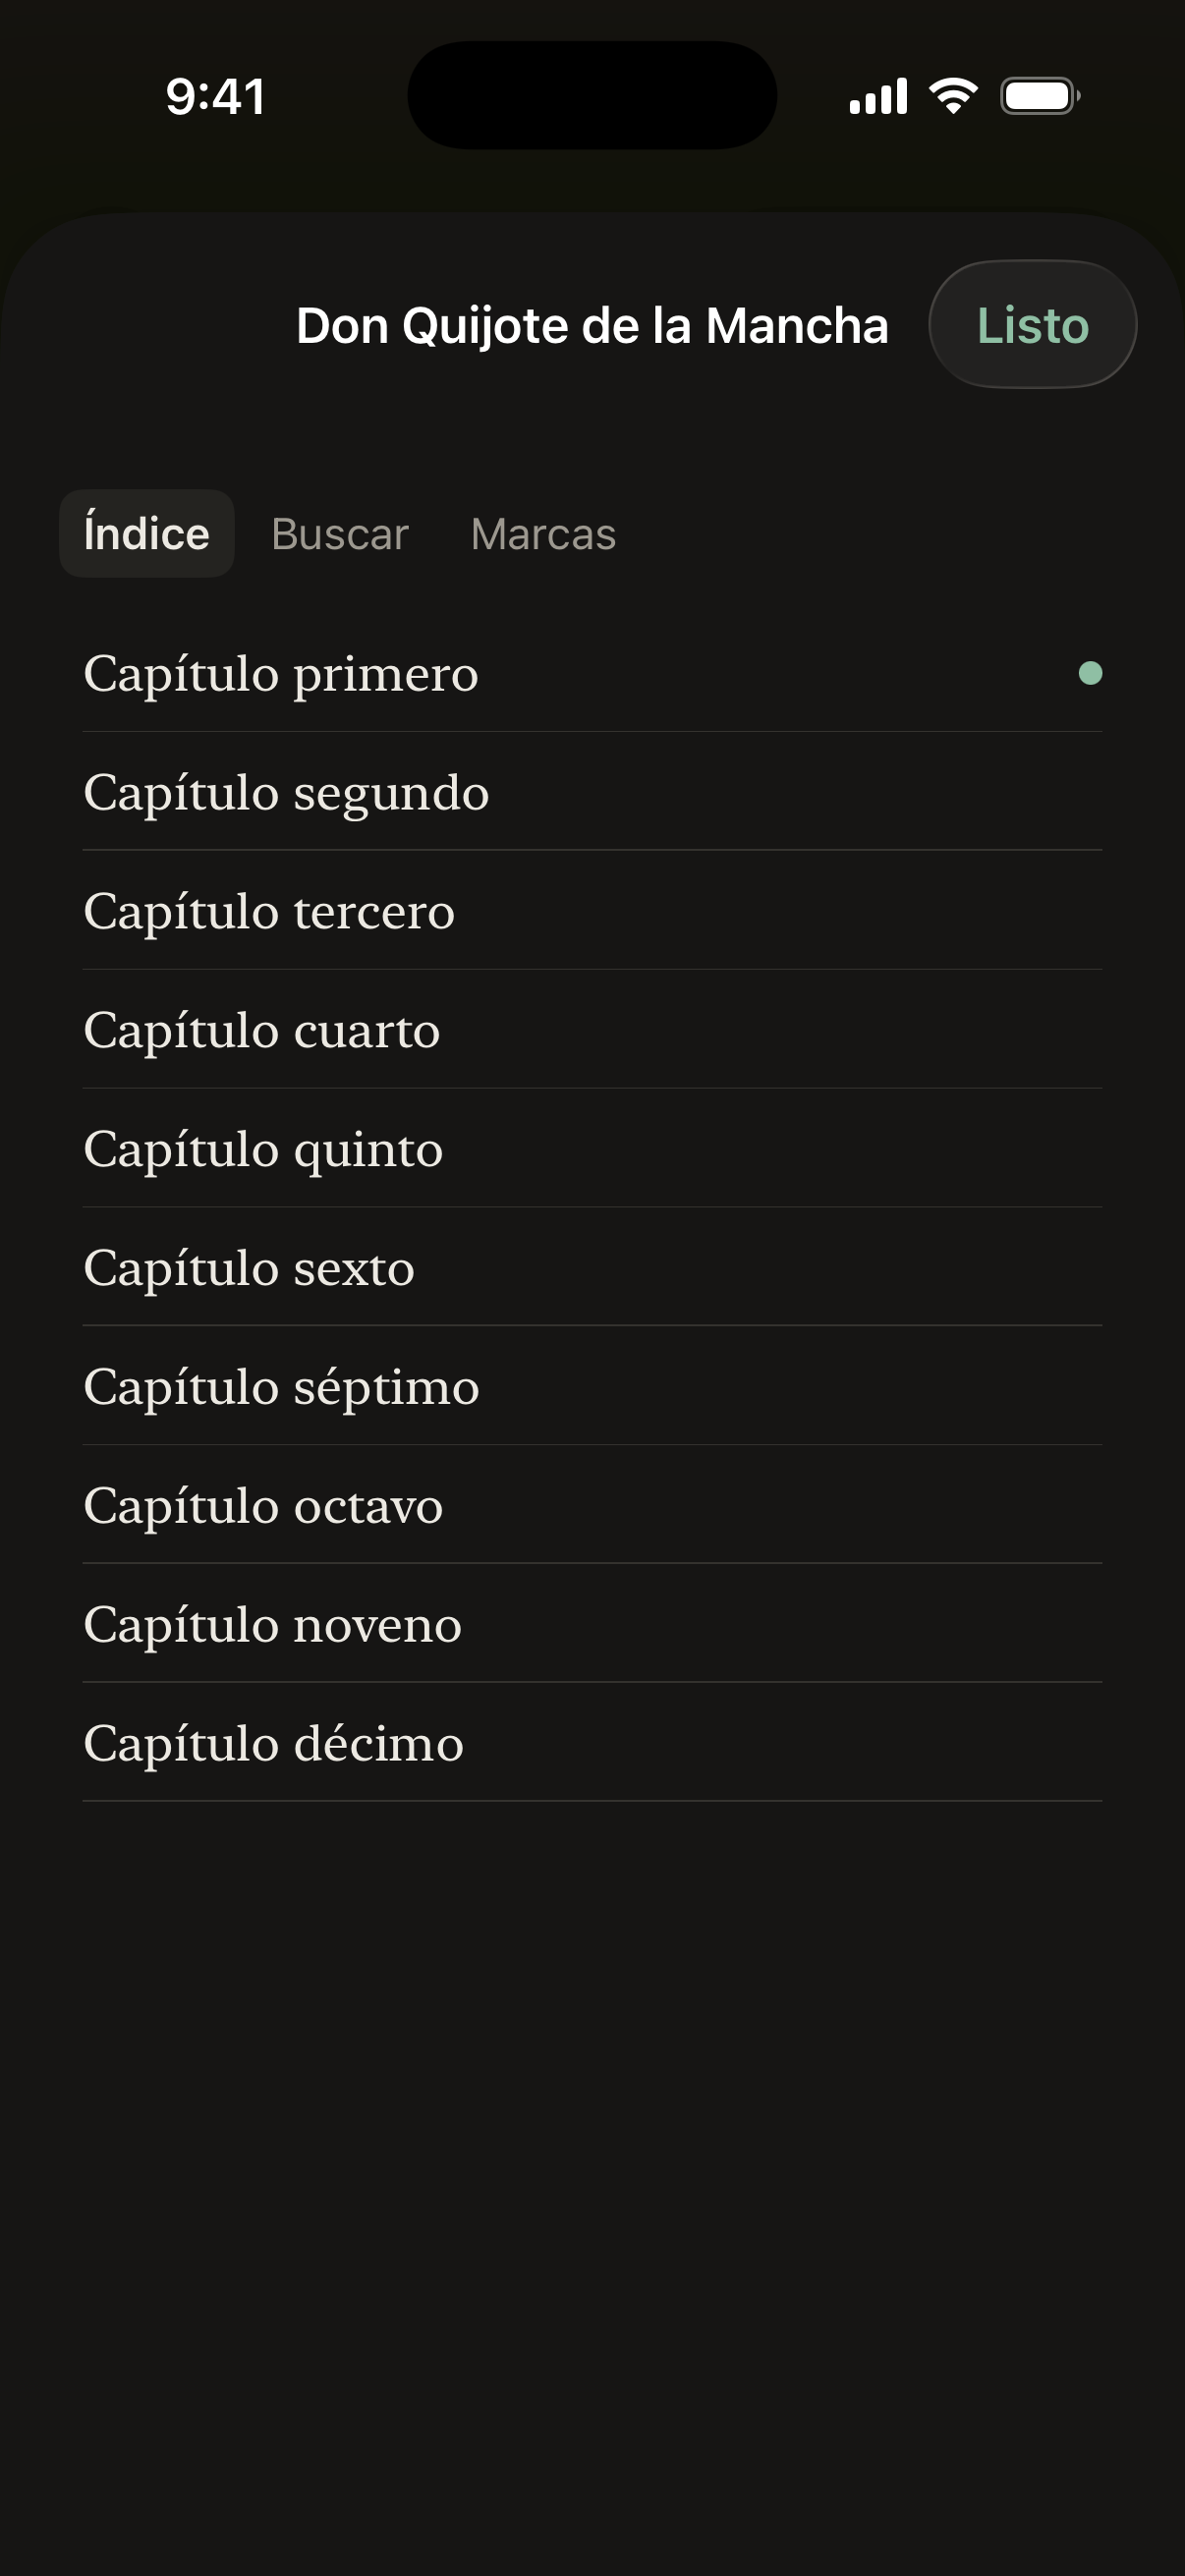 9:41
Don Quijote de la Mancha
Listo
Índice
Buscar
Marcas
Capítulo primero
Capítulo segundo
Capítulo tercero
Capítulo cuarto
Capítulo quinto
Capítulo sexto
Capítulo séptimo
Capítulo octavo
Capítulo noveno
Capítulo décimo